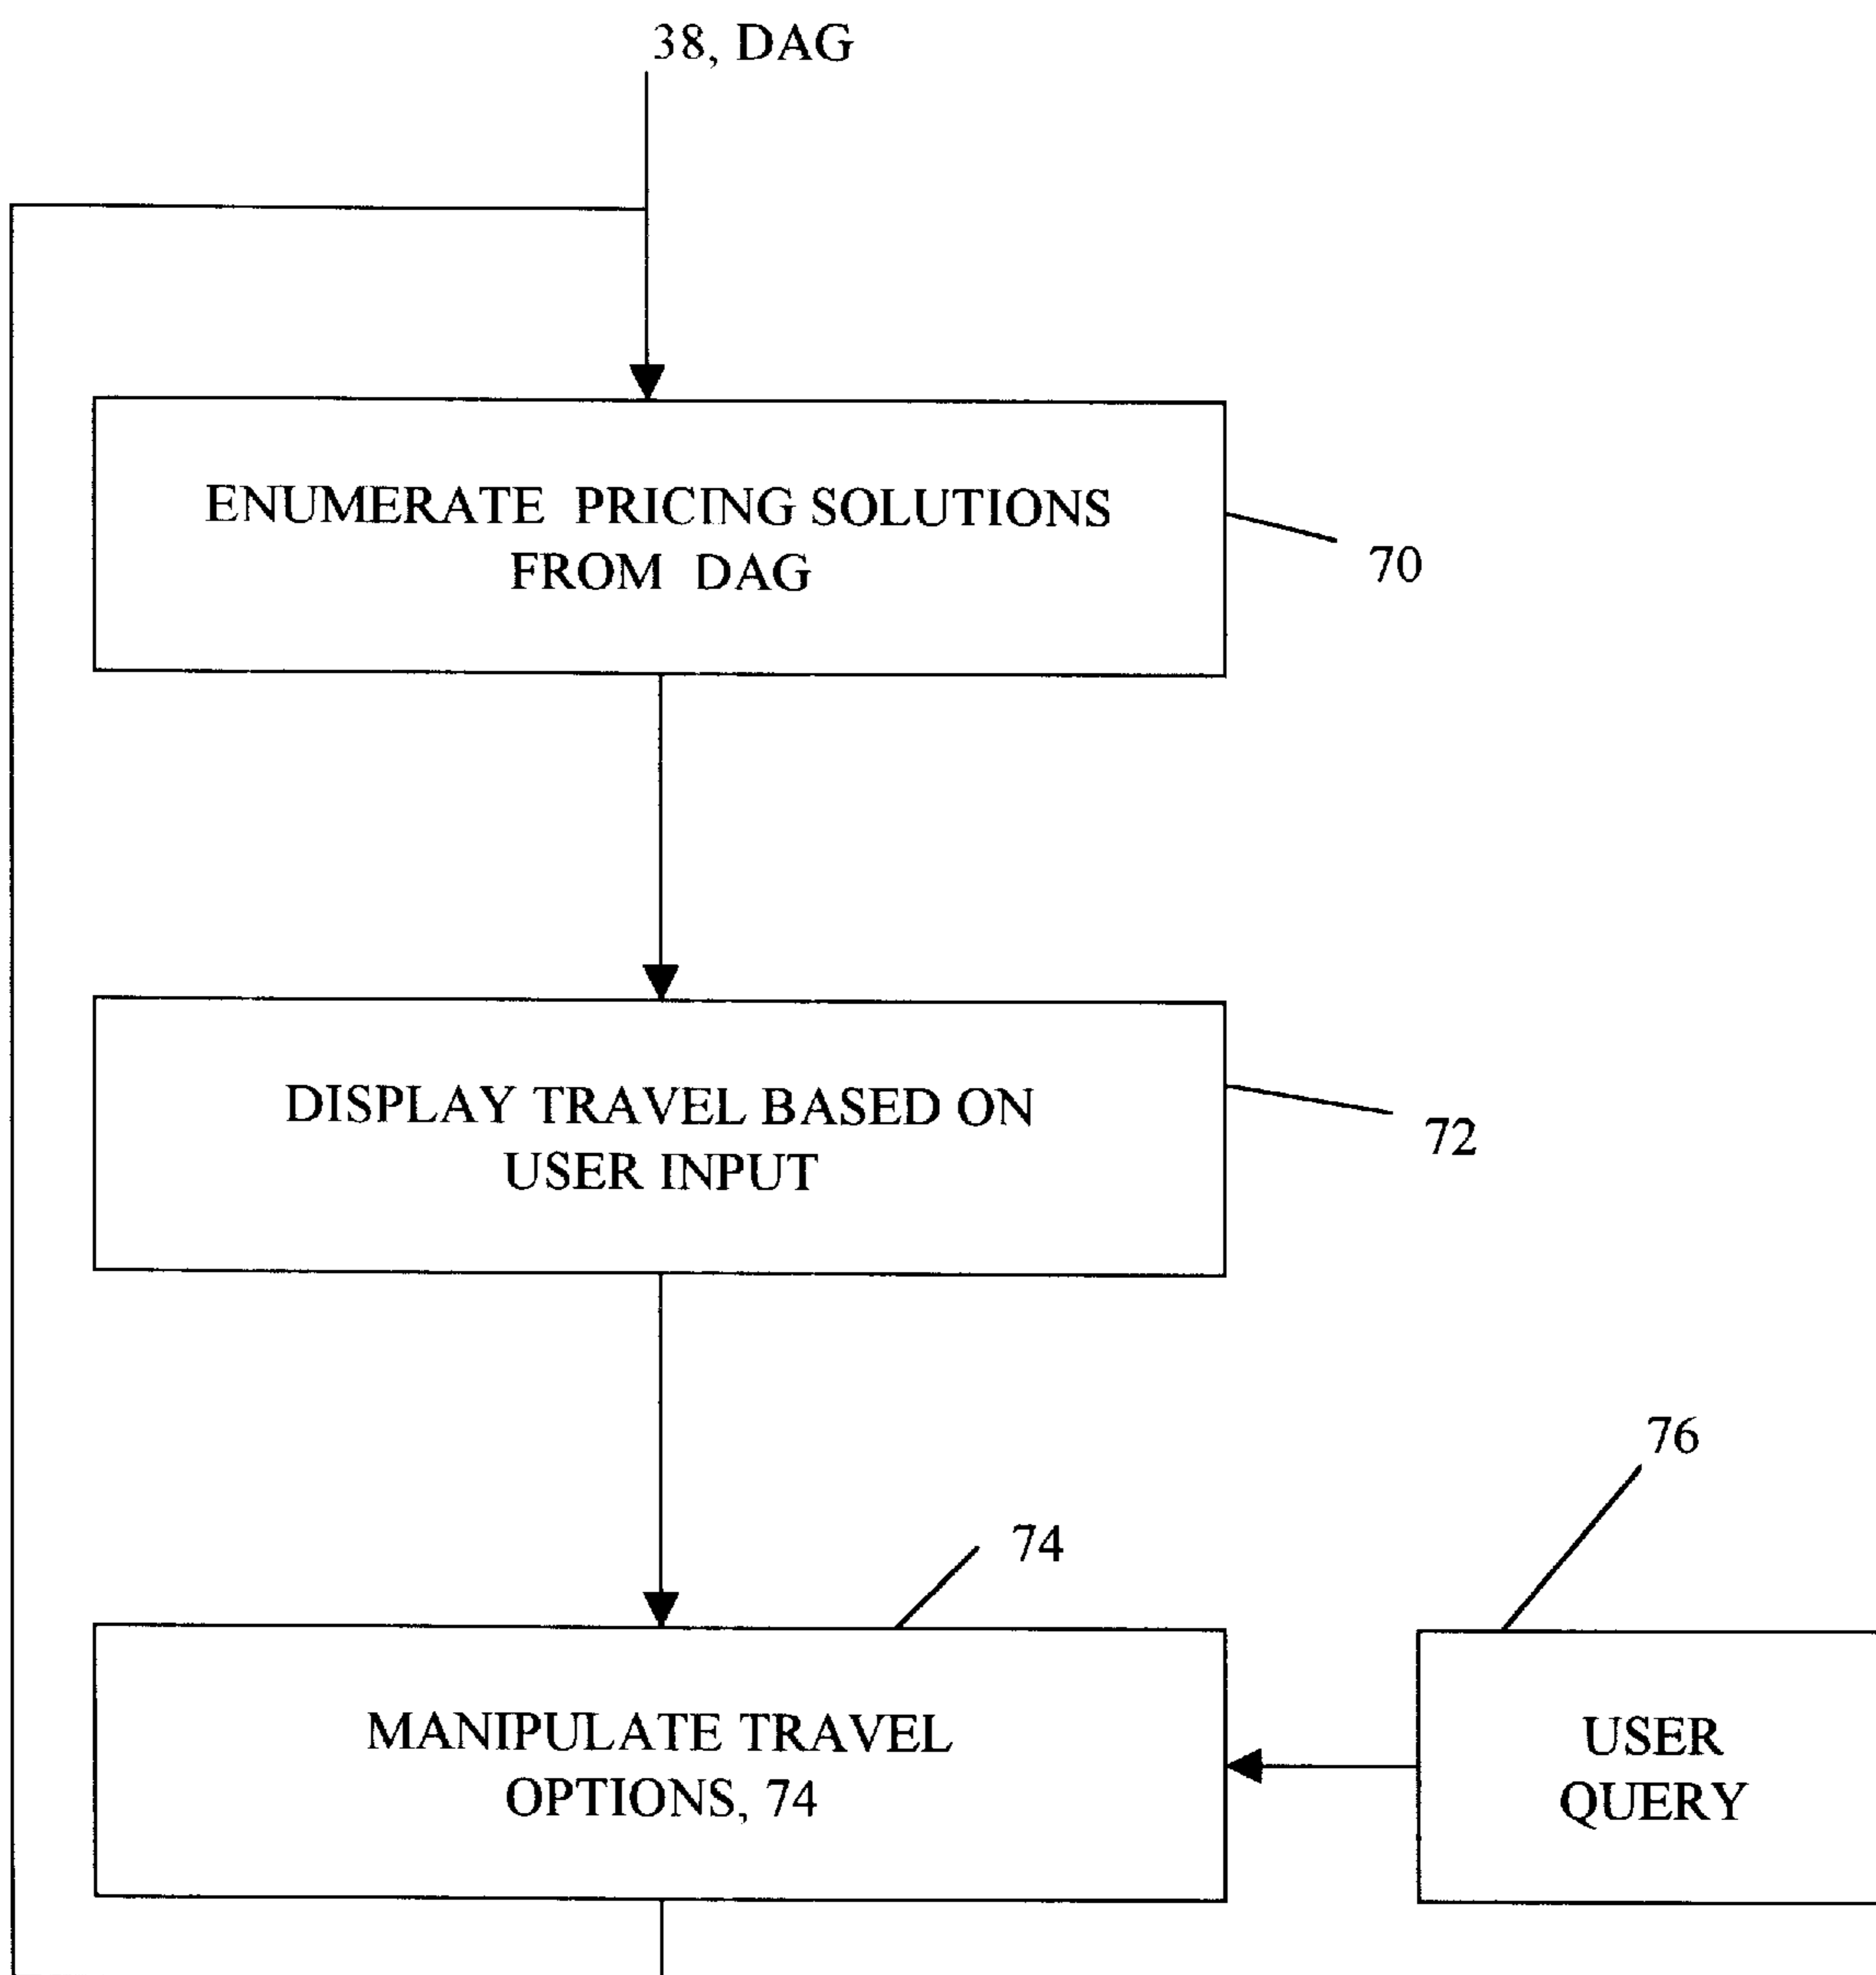 38, DAG
ENUMERATE PRICING SOLUTIONS
FROM DAG
70
DISPLAY TRAVEL BASED ON
USER INPUT
72
76
74
MANIPULATE TRAVEL
OPTIONS, 74
USER
QUERY